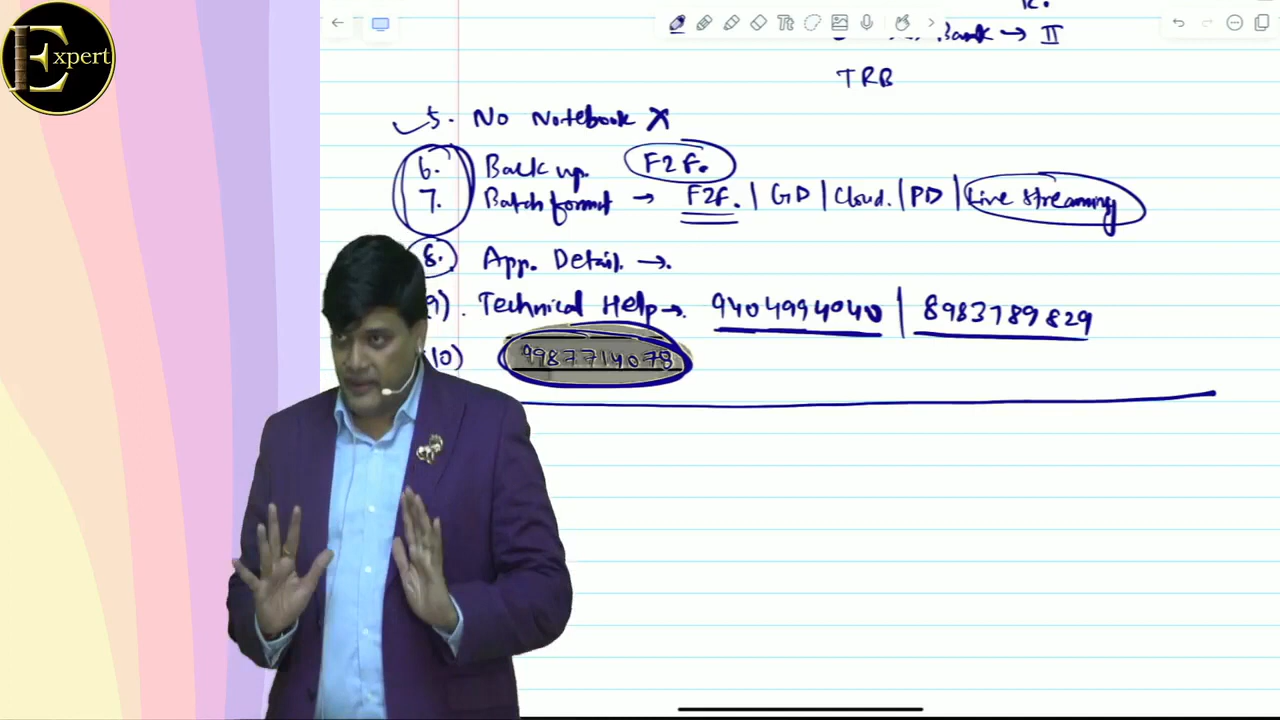 Expert
Bank → II
TRB
5. No Notebook X
6. Back up. F2F.
7. Batch format → F2F. | GD | Cloud. | PD | Live Streaming
8. App. Detail. →.
9). Technical Help →. 9404994040 | 8983789829
10) 9987714078